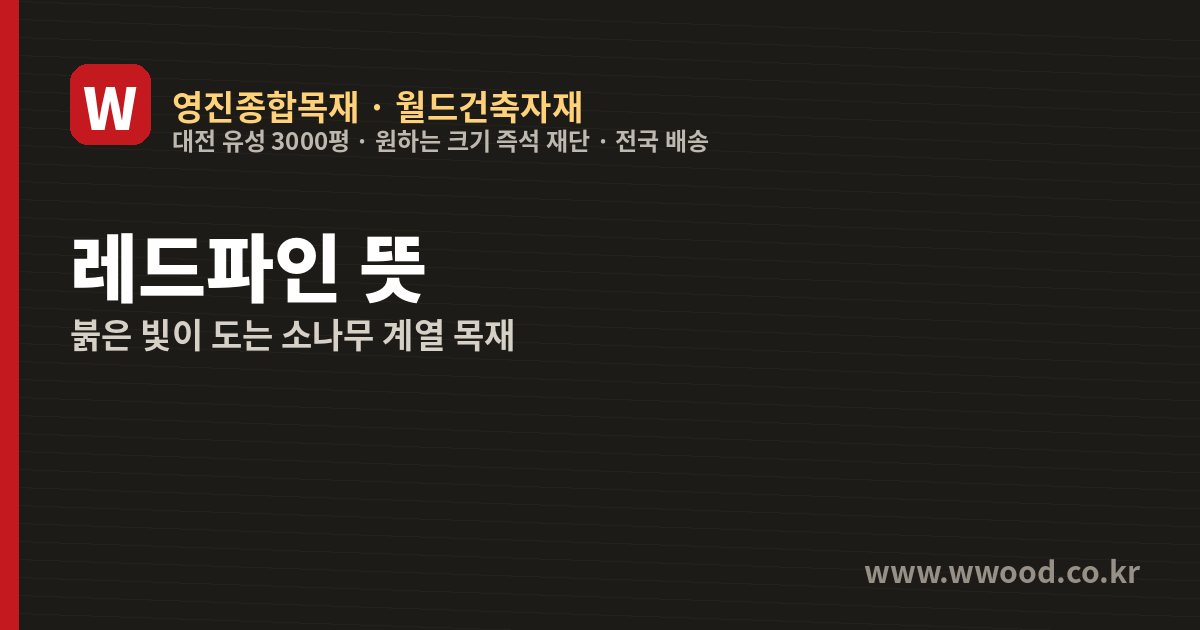 W
영진종합목재 · 월드건축자재
대전 유성 3000평 · 원하는 크기 즉석 재단 · 전국 배송
레드파인 뜻
붉은 빛이 도는 소나무 계열 목재
www.wwood.co.kr